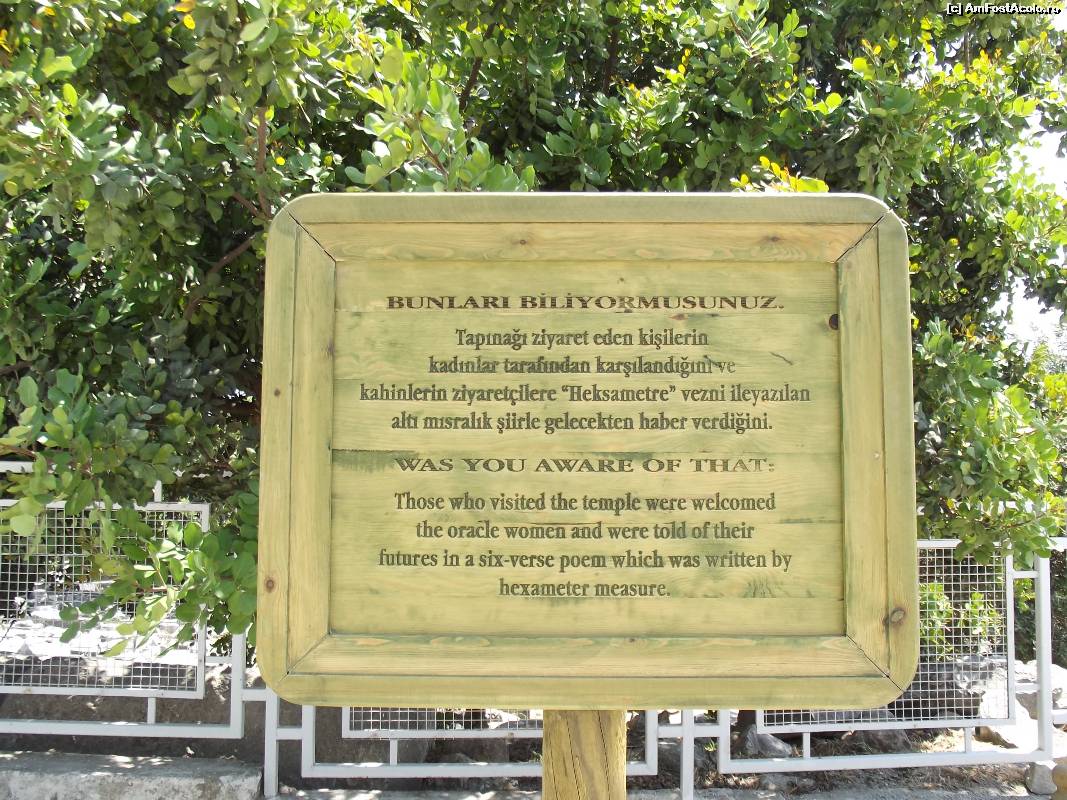 [c] AmFostAcolo.ro
BUNLARI BİLİYORMUSUNUZ.
Tapınağı ziyaret eden kişilerin
kadınlar tarafından karşılandığını ve
kahinlerin ziyaretçilere “Heksametre” vezni ileyazılan
altı mısralık şiirle gelecekten haber verdiğini.
WAS YOU AWARE OF THAT:
Those who visited the temple were welcomed
the oracle women and were told of their
futures in a six-verse poem which was written by
hexameter measure.